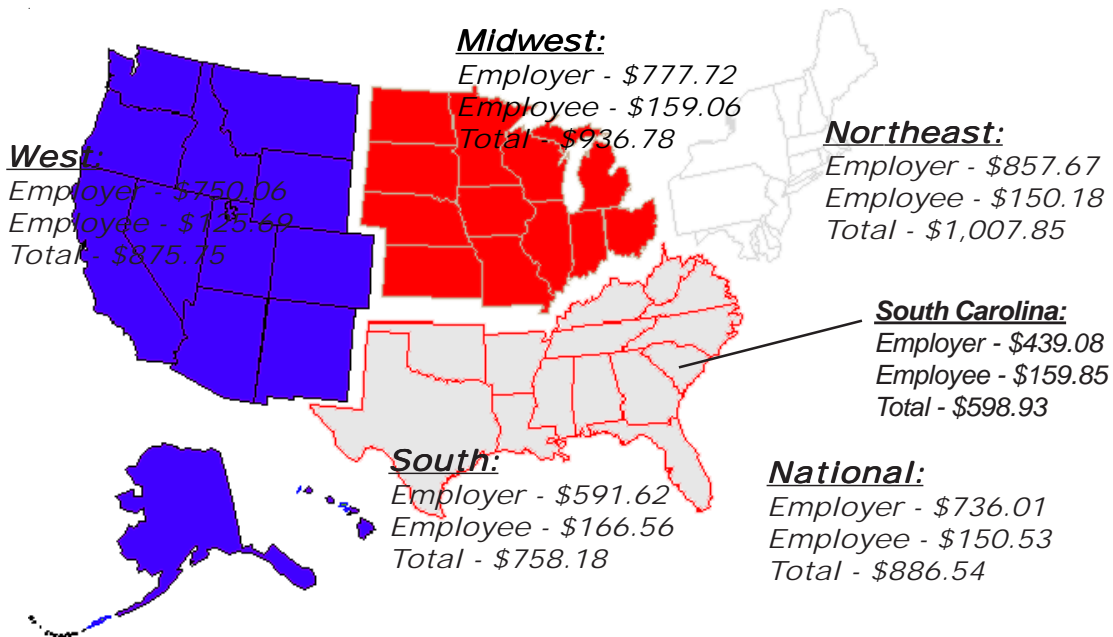 Midwest:
Employer - $777.72
Employee - $159.06
Total - $936.78
Northeast:
Employer - $857.67
Employee - $150.18
Total - $1,007.85
West:
Employer - $750.06
Employee - $125.69
Total - $875.75
South Carolina:
Employer - $439.08
Employee - $159.85
Total - $598.93
South:
Employer - $591.62
Employee - $166.56
Total - $758.18
National:
Employer - $736.01
Employee - $150.53
Total - $886.54